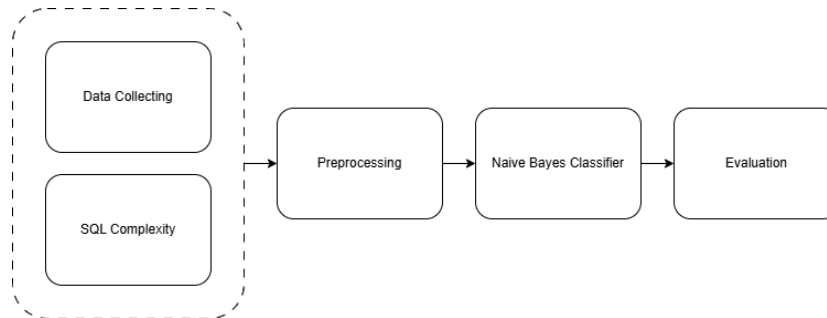 Data Collecting
SQL Complexity
Preprocessing
Naive Bayes Classifier
Evaluation